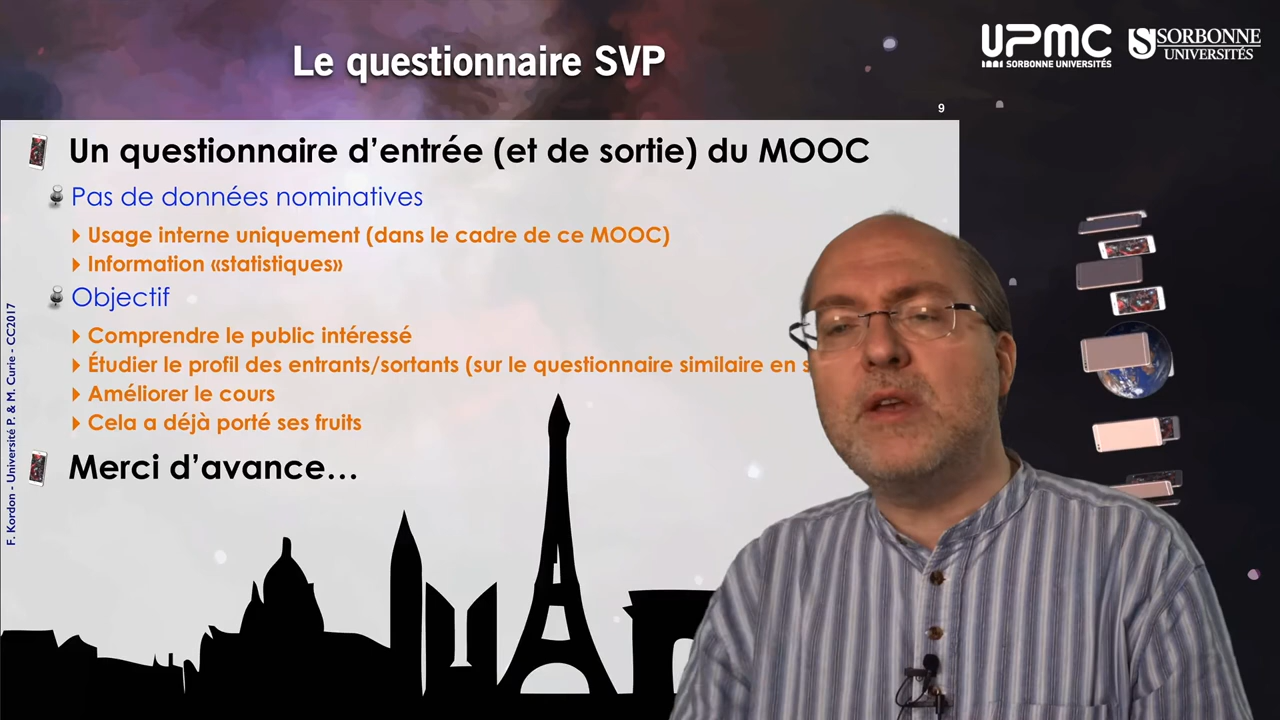 Le questionnaire SVP
UPMC
SORBONNE UNIVERSITÉS
SORBONNE
UNIVERSITÉS
9
Un questionnaire d’entrée (et de sortie) du MOOC
Pas de données nominatives
Usage interne uniquement (dans le cadre de ce MOOC)
Information «statistiques»
Objectif
Comprendre le public intéressé
Étudier le profil des entrants/sortants (sur le questionnaire similaire en
Améliorer le cours
Cela a déjà porté ses fruits
Merci d’avance...
F. Kordon - Université P. & M. Curie - CC2017